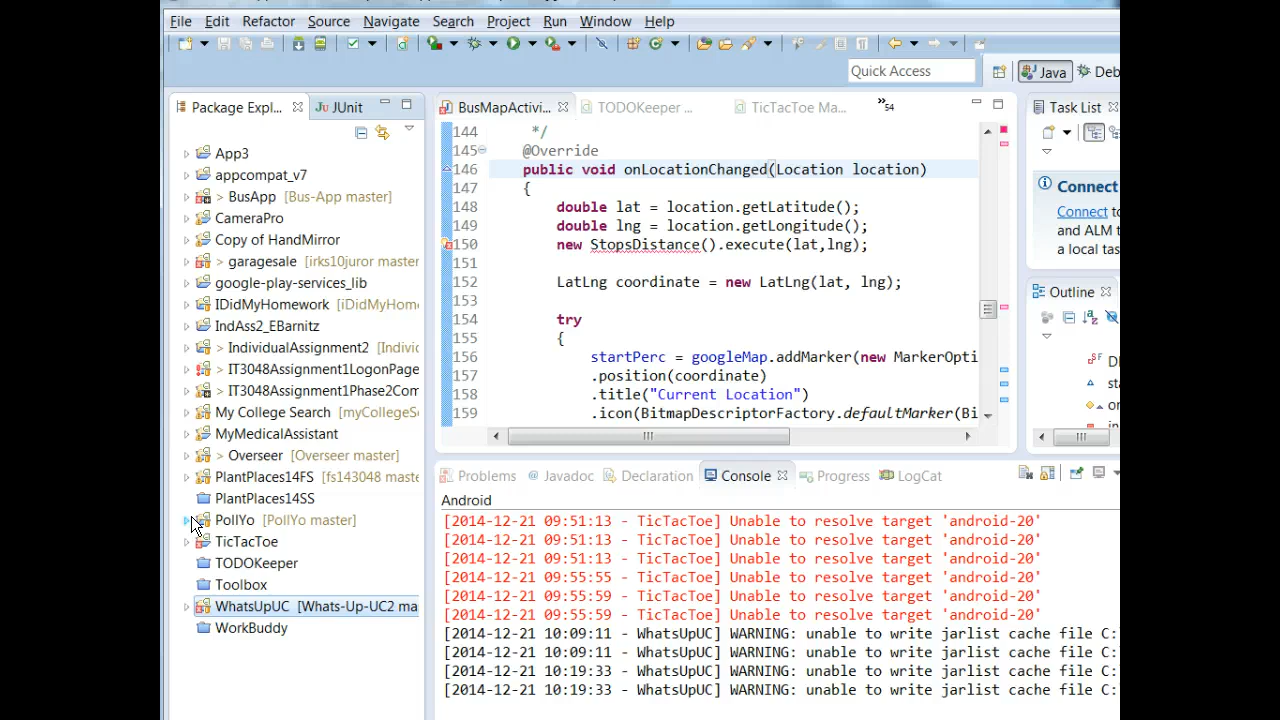 File Edit Refactor Source Navigate Search Project Run Window Help
Quick Access
Java
Deb
Package Expl...
JUnit
App3
appcompat_v7
> BusApp [Bus-App master]
CameraPro
Copy of HandMirror
> garagesale [irks10juror master
google-play-services_lib
IDidMyHomework [iDidMyHome
IndAss2_EBarnitz
> IndividualAssignment2 [Indivic
> IT3048Assignment1LogonPage
> IT3048Assignment1Phase2Com
My College Search [myCollegeSe
MyMedicalAssistant
> Overseer [Overseer master]
PlantPlaces14FS [fs143048 maste
PlantPlaces14SS
PollYo [PollYo master]
TicTacToe
TODOKeeper
Toolbox
WhatsUpUC [Whats-Up-UC2 ma
WorkBuddy
BusMapActivi...
TODOKeeper ...
TicTacToe Ma...
»54
144 */
145 @Override
146 public void onLocationChanged(Location location)
147 {
148 double lat = location.getLatitude();
149 double lng = location.getLongitude();
150 new StopsDistance().execute(lat,lng);
151
152 LatLng coordinate = new LatLng(lat, lng);
153
154 try
155 {
156 startPerc = googleMap.addMarker(new MarkerOpti
157 .position(coordinate)
158 .title("Current Location")
159 .icon(BitmapDescriptorFactory.defaultMarker(Bi
Task List
Connect
Connect to
and ALM t
a local task
Outline
DI
sta
or
in
Problems
@ Javadoc
Declaration
Console
Progress
LogCat
Android
[2014-12-21 09:51:13 - TicTacToe] Unable to resolve target 'android-20'
[2014-12-21 09:51:13 - TicTacToe] Unable to resolve target 'android-20'
[2014-12-21 09:51:13 - TicTacToe] Unable to resolve target 'android-20'
[2014-12-21 09:55:55 - TicTacToe] Unable to resolve target 'android-20'
[2014-12-21 09:55:59 - TicTacToe] Unable to resolve target 'android-20'
[2014-12-21 09:55:59 - TicTacToe] Unable to resolve target 'android-20'
[2014-12-21 10:09:11 - WhatsUpUC] WARNING: unable to write jarlist cache file C:
[2014-12-21 10:09:11 - WhatsUpUC] WARNING: unable to write jarlist cache file C:
[2014-12-21 10:19:33 - WhatsUpUC] WARNING: unable to write jarlist cache file C:
[2014-12-21 10:19:33 - WhatsUpUC] WARNING: unable to write jarlist cache file C: